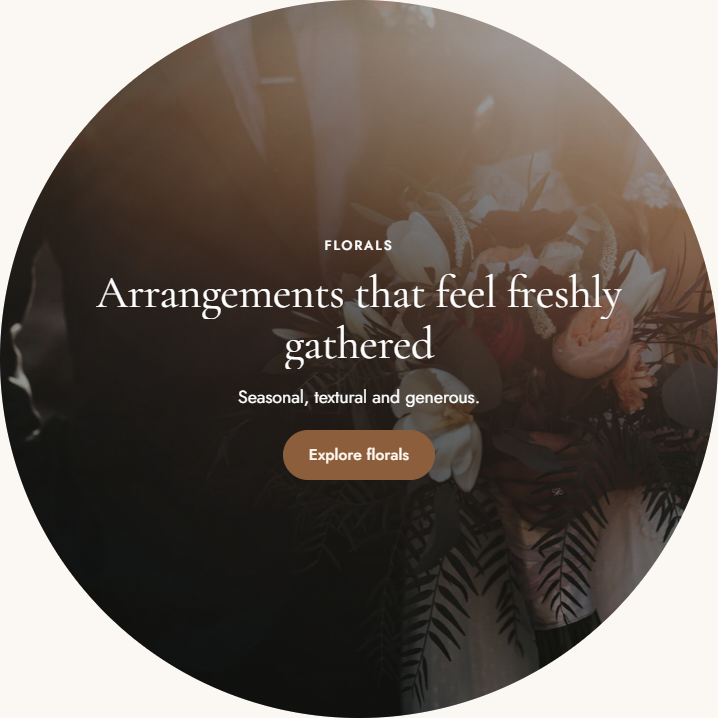 FLORALS
Arrangements that feel freshly
gathered
Seasonal, textural and generous.
Explore florals